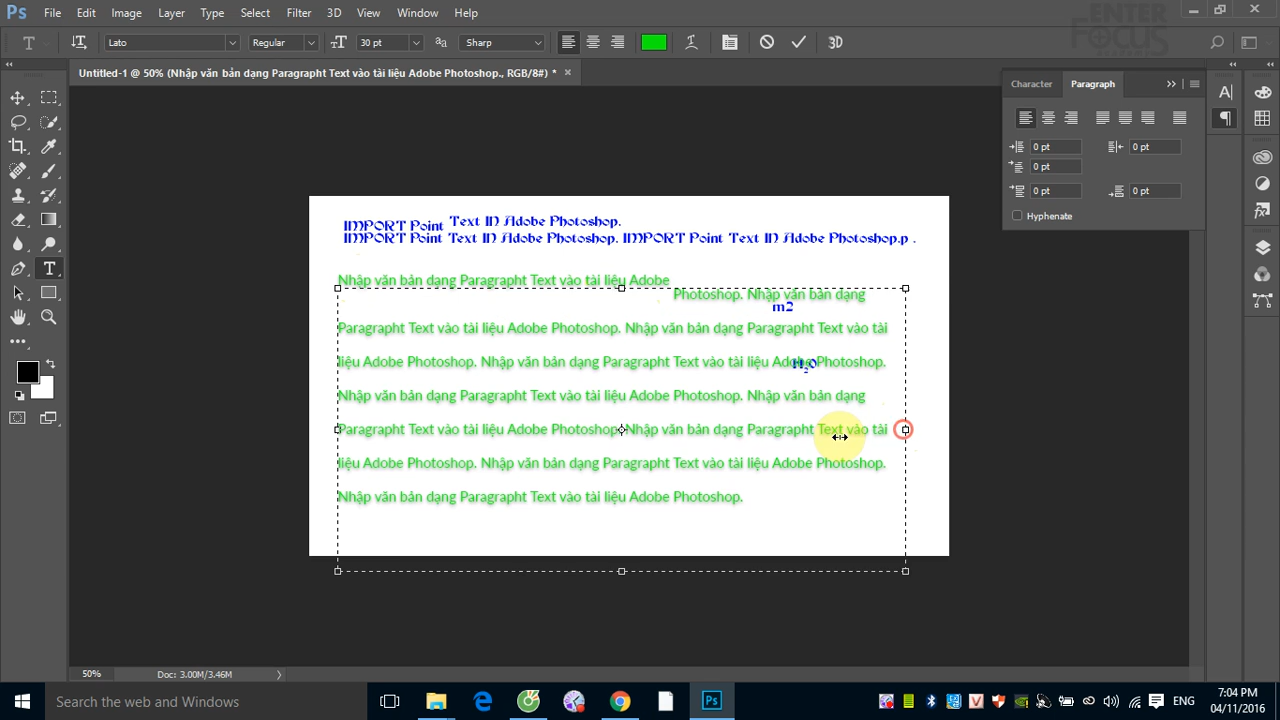 ENTER
FOCUS
Ps File Edit Image Layer Type Select Filter 3D View Window Help
T Lato Regular 30 pt Sharp 3D
Untitled-1 @ 50% (Nhập văn bản dạng Paragrapht Text vào tài liệu Adobe Photoshop., RGB/8#) * ×
Character Paragraph
0 pt 0 pt
0 pt
0 pt 0 pt
Hyphenate
IMPORT Point Text IN Adobe Photoshop.
IMPORT Point Text IN Adobe Photoshop. IMPORT Point Text IN Adobe Photoshop.p .
Nhập văn bản dạng Paragrapht Text vào tài liệu Adobe
Photoshop. Nhập văn bản dạng
m2
Paragrapht Text vào tài liệu Adobe Photoshop. Nhập văn bản dạng Paragrapht Text vào tài
liệu Adobe Photoshop. Nhập văn bản dạng Paragrapht Text vào tài liệu Adobe Photoshop.
H2O
Nhập văn bản dạng Paragrapht Text vào tài liệu Adobe Photoshop. Nhập văn bản dạng
Paragrapht Text vào tài liệu Adobe Photoshop. Nhập văn bản dạng Paragrapht Text vào tài
liệu Adobe Photoshop. Nhập văn bản dạng Paragrapht Text vào tài liệu Adobe Photoshop.
Nhập văn bản dạng Paragrapht Text vào tài liệu Adobe Photoshop.
50% Doc: 3.00M/3.46M
Search the web and Windows
Ps
ENG
7:04 PM
04/11/2016